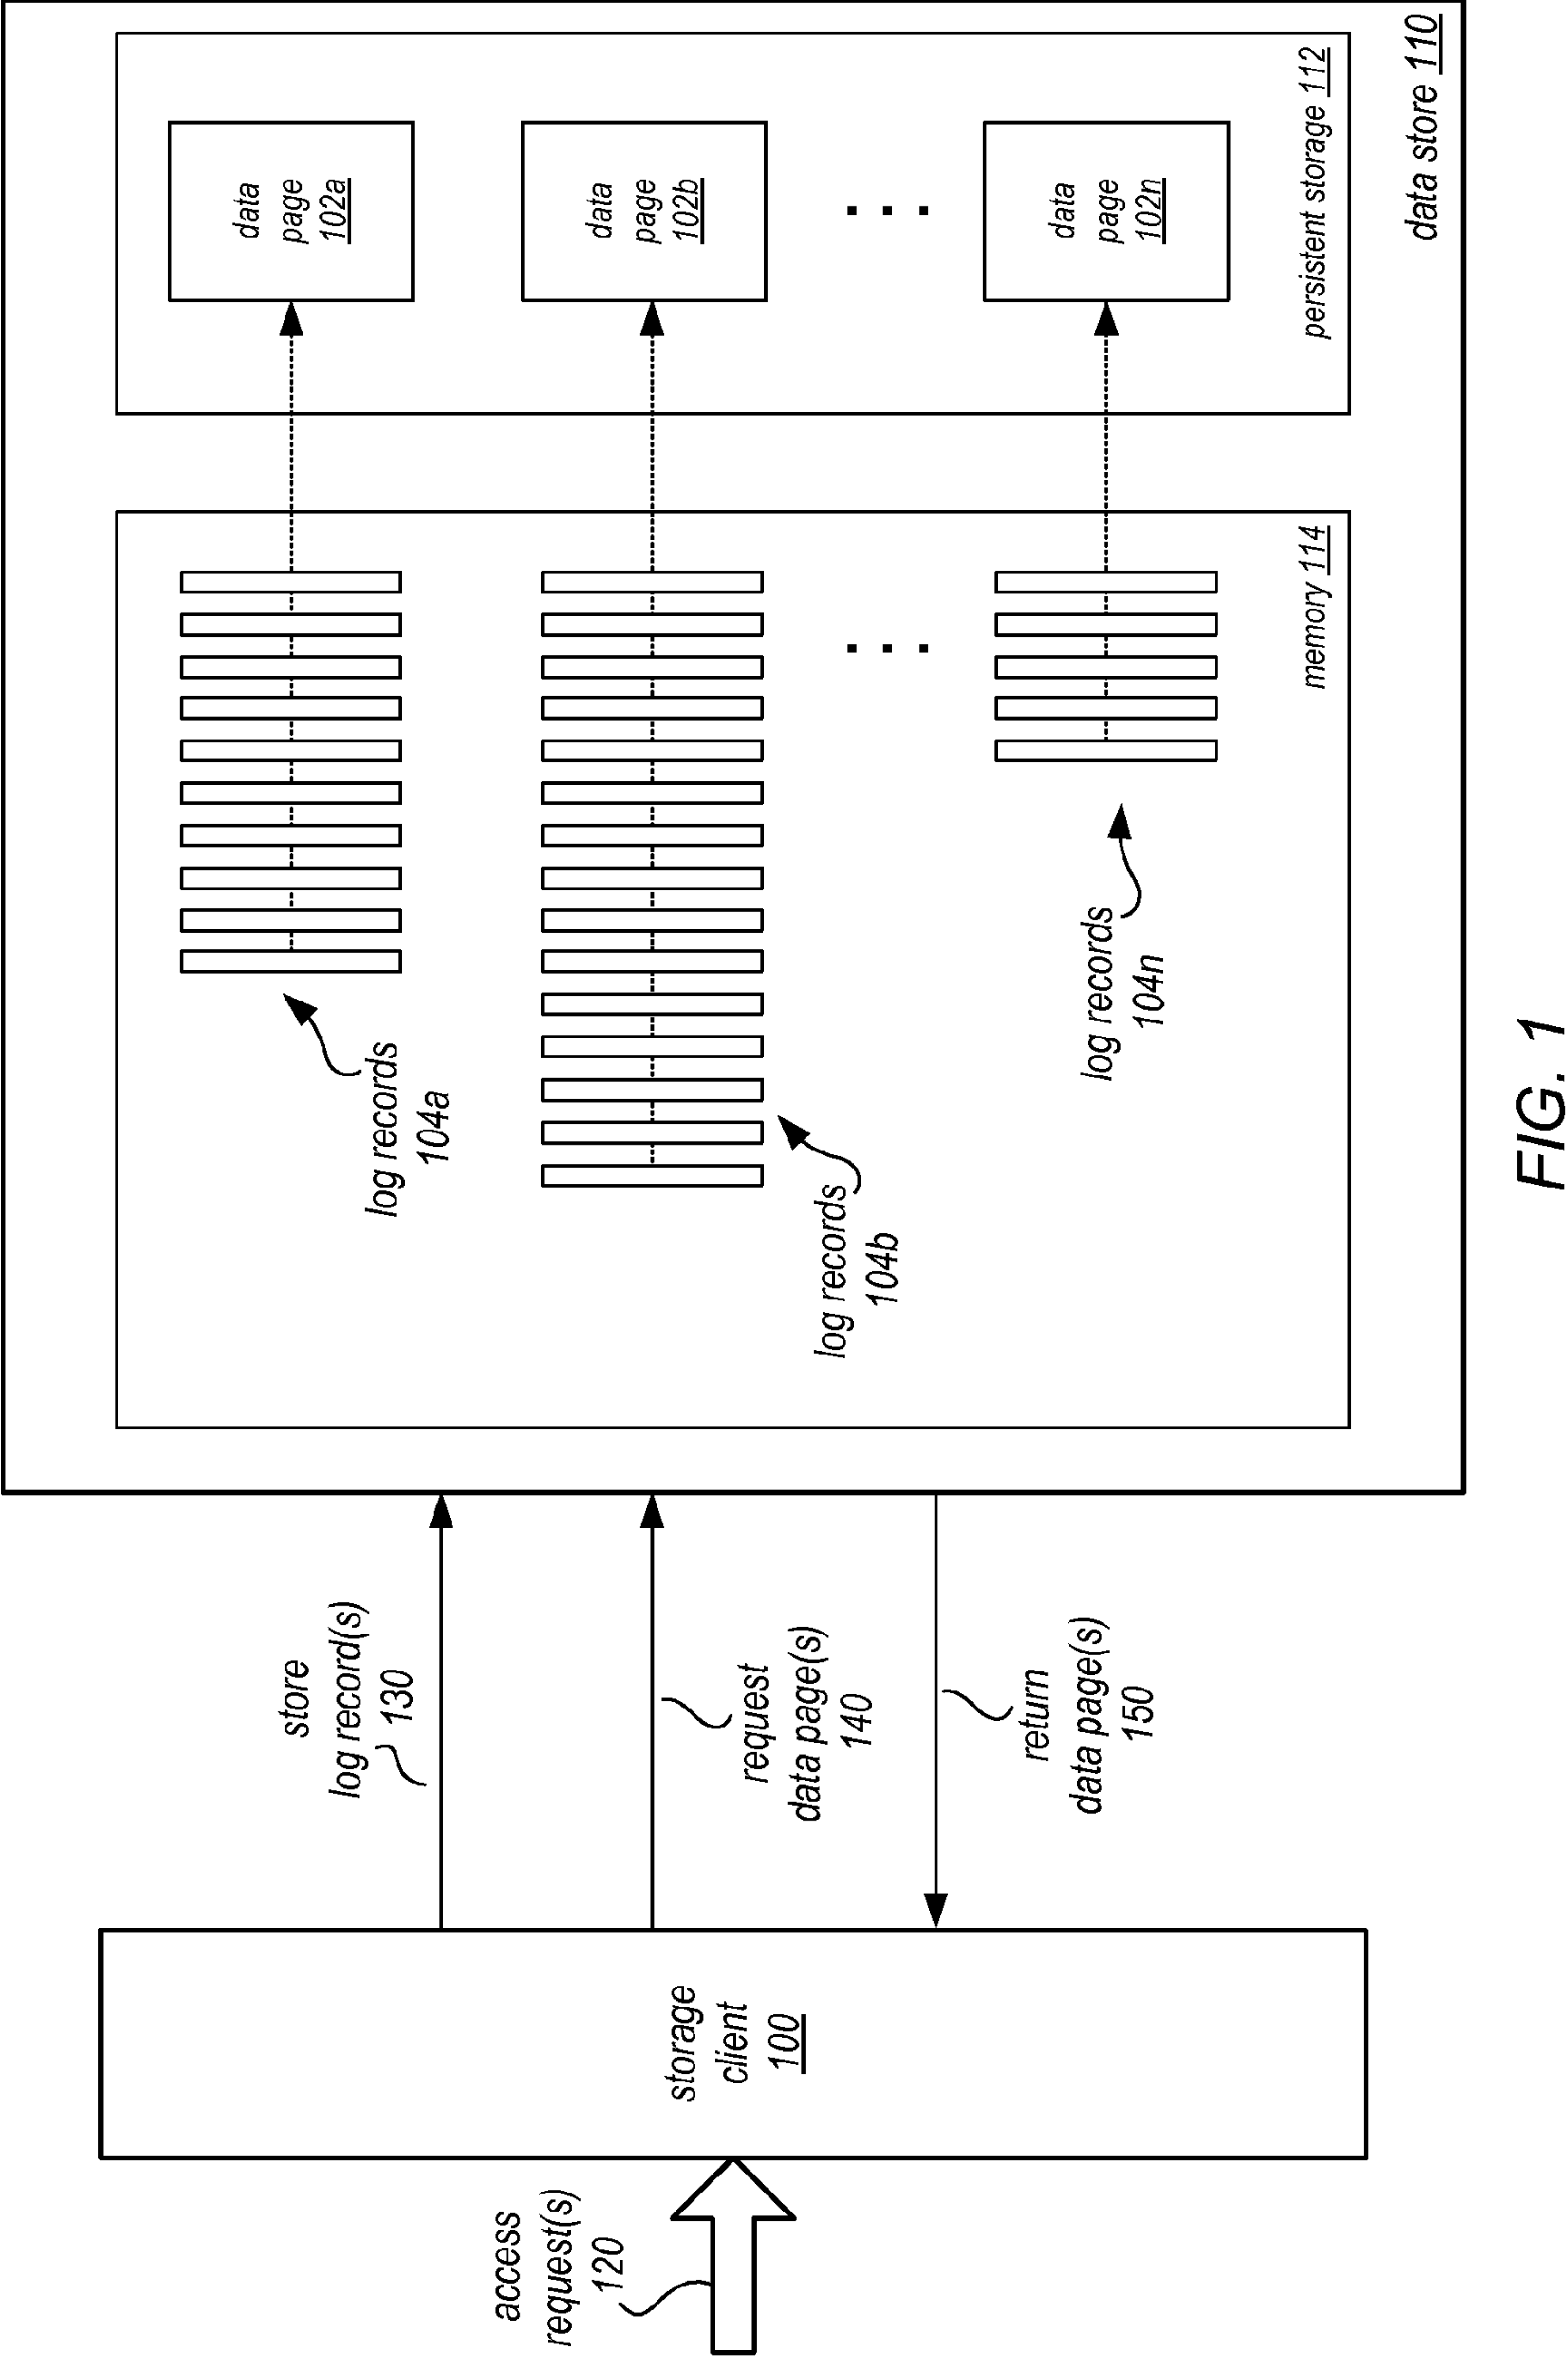 access
request(s)
120
storage
client
100
store
log record(s)
130
request
data page(s)
140
return
data page(s)
150
log records
104a
log records
104b
log records
104n
memory 114
data
page
102a
data
page
102b
data
page
102n
persistent storage 112
data store 110
FIG. 1